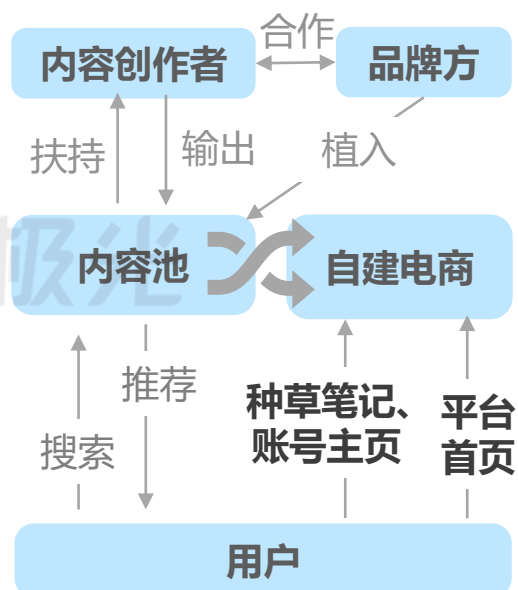 合作
内容创作者
品牌方
扶持
输出
植入
极光
内容池
自建电商
推荐
种草笔记、
账号主页
平台
首页
搜索
用户